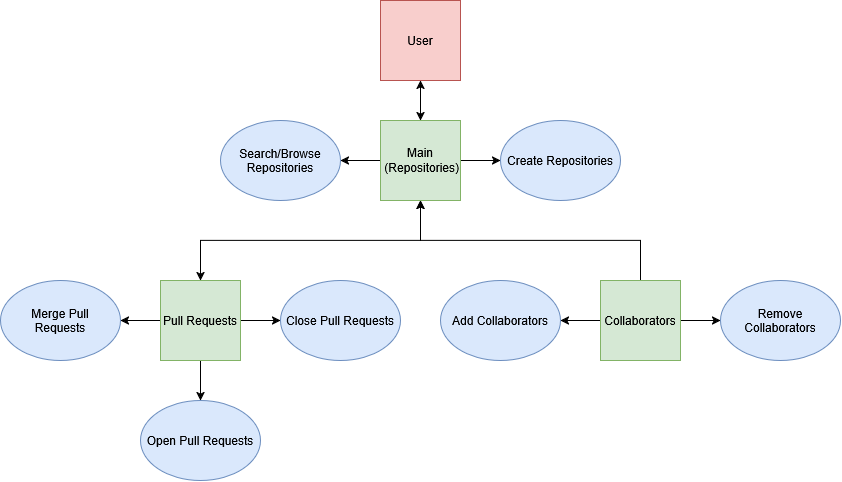 User
Search/Browse
Repositories
Main
(Repositories)
Create Repositories
Merge Pull
Requests
Pull Requests
Close Pull Requests
Add Collaborators
Collaborators
Remove
Collaborators
Open Pull Requests